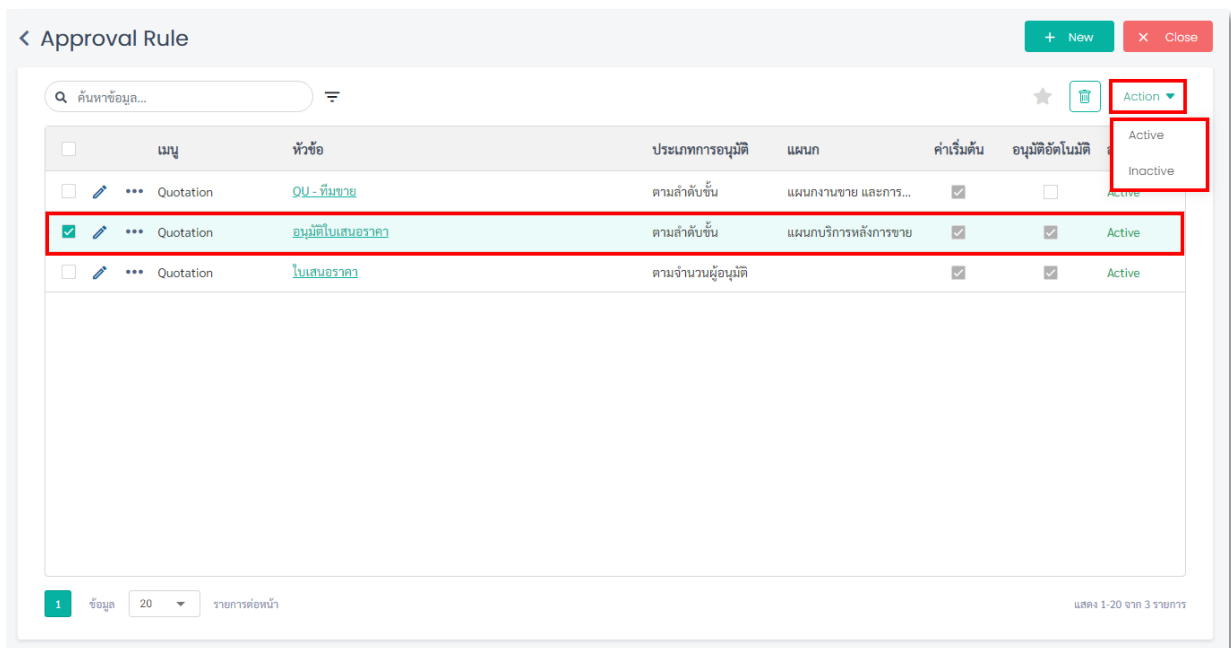 Approval Rule
+ New
× Close
ค้นหาข้อมูล...
Action
Active
Inactive
เมนู หัวข้อ ประเภทการอนุมัติ แผนก ค่าเริ่มต้น อนุมัติอัตโนมัติ
Quotation QU - ทีมขาย ตามลำดับขั้น แผนกงานขาย และการ... Active
Quotation อนุมัติใบเสนอราคา ตามลำดับขั้น แผนกบริการหลังการขาย Active
Quotation ใบเสนอราคา ตามจำนวนผู้อนุมัติ Active
1 ข้อมูล 20 รายการต่อหน้า แสดง 1-20 จาก 3 รายการ